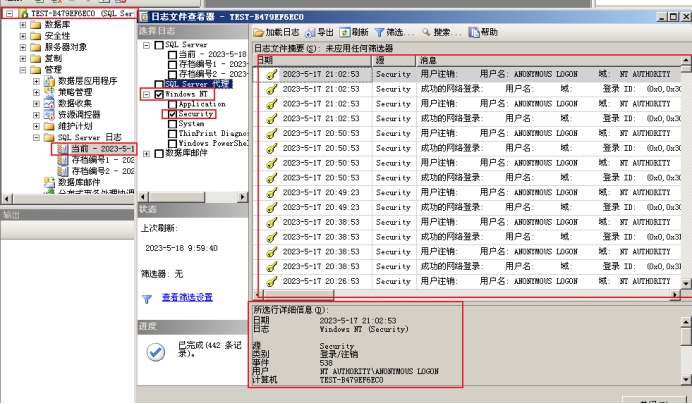 TEST-B479EF6ECO (SQL Ser
数据库
安全性
服务器对象
复制
管理
数据层应用程序
策略管理
数据收集
资源调控器
维护计划
SQL Server 日志
当前 - 2023-5-1
存档编号1 - 202
存档编号2 - 202
数据库邮件
输出
日志文件查看器 - TEST-B479EF6ECO
选择日志
SQL Server
当前 - 2023-5-18
存档编号1 - 2023
存档编号2 - 2023
SQL Server 代理
Windows NT
Application
Security
System
ThinPrint Diagnos
Windows PowerShel
数据库邮件
状态
上次刷新:
2023-5-18 9:59:40
筛选器: 无
查看筛选设置
进度
已完成(442 条记
录)。
加载日志 导出 刷新 筛选... 搜索... 帮助
日志文件摘要(S): 未应用任何筛选器
日期 源 消息
2023-5-17 21:02:53 Security 用户注销: 用户名: ANONYMOUS LOGON 域: NT AUTHORITY
2023-5-17 21:02:53 Security 成功的网络登录: 用户名: 域: 登录 ID: (0x0,0x30
2023-5-17 21:02:53 Security 用户注销: 用户名: ANONYMOUS LOGON 域: NT AUTHORITY
2023-5-17 21:02:53 Security 成功的网络登录: 用户名: 域: 登录 ID: (0x0,0x30
2023-5-17 20:50:53 Security 用户注销: 用户名: ANONYMOUS LOGON 域: NT AUTHORITY
2023-5-17 20:50:53 Security 成功的网络登录: 用户名: 域: 登录 ID: (0x0,0x3
2023-5-17 20:50:53 Security 用户注销: 用户名: ANONYMOUS LOGON 域: NT AUTHORITY
2023-5-17 20:49:23 Security 成功的网络登录: 用户名: 域: 登录 ID: (0x0,0x3
2023-5-17 20:49:23 Security 用户注销: 用户名: ANONYMOUS LOGON 域: NT AUTHORITY
2023-5-17 20:38:53 Security 成功的网络登录: 用户名: 域: 登录 ID: (0x0,0x3
2023-5-17 20:38:53 Security 用户注销: 用户名: ANONYMOUS LOGON 域: NT AUTHORITY
2023-5-17 20:38:53 Security 成功的网络登录: 用户名: 域: 登录 ID: (0x0,0x3
2023-5-17 20:38:53 Security 用户注销: 用户名: ANONYMOUS LOGON 域: NT AUTHORITY
2023-5-17 20:26:53 Security 成功的网络登录: 用户名: 域: 登录 ID: (0x0,0x3
所选行详细信息(D):
日期 2023-5-17 21:02:53
日志 Windows NT (Security)
源 Security
类别 登录/注销
事件 538
用户 NT AUTHORITY\ANONYMOUS LOGON
计算机 TEST-B479EF6ECO